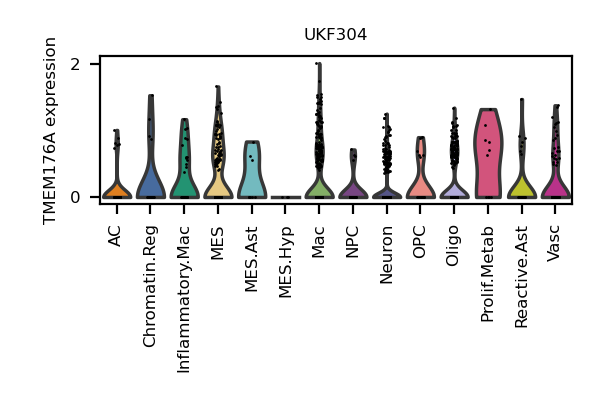 UKF304
TMEM176A expression
2
0
AC
Chromatin.Reg
Inflammatory.Mac
MES
MES.Ast
MES.Hyp
Mac
NPC
Neuron
OPC
Oligo
Prolif.Metab
Reactive.Ast
Vasc